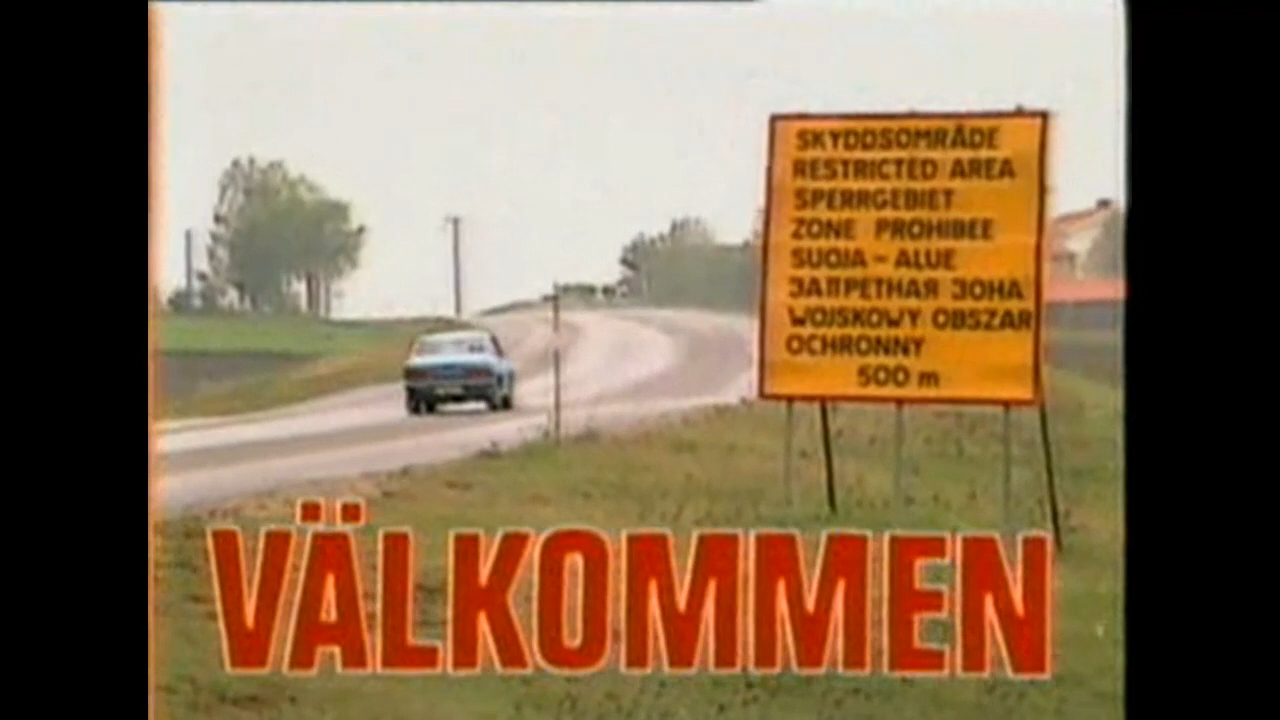 SKYDDSOMRÅDE
RESTRICTED AREA
SPERRGEBIET
ZONE PROHIBEE
SUOJA - ALUE
ЗАПРЕТНАЯ ЗОНА
WOJSKOWY OBSZAR
OCHRONNY
500 m
VÄLKOMMEN